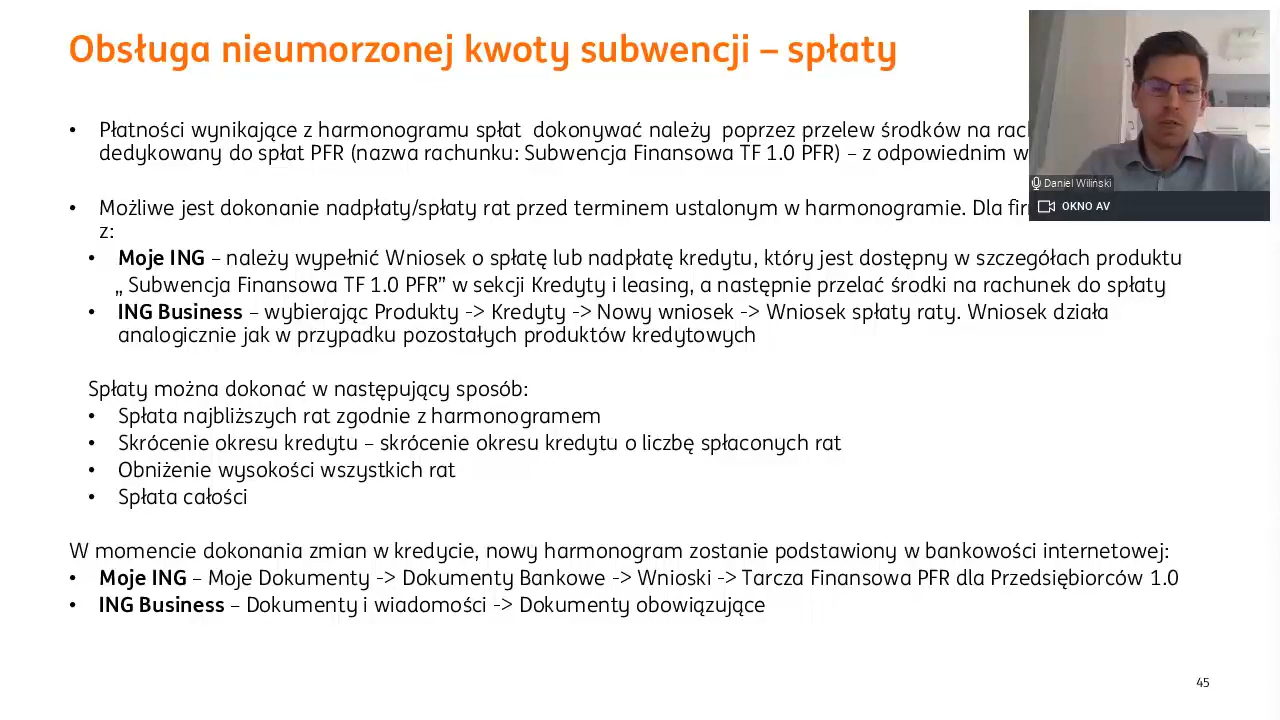 Obsługa nieumorzonej kwoty subwencji – spłaty
• Płatności wynikające z harmonogramu spłat dokonywać należy poprzez przelew środków na
dedykowany do spłat PFR (nazwa rachunku: Subwencja Finansowa TF 1.0 PFR) – z odpowiednim
Daniel Wiliński
OKNO AV
• Możliwe jest dokonanie nadpłaty/spłaty rat przed terminem ustalonym w harmonogramie. Dla
z:
• Moje ING – należy wypełnić Wniosek o spłatę lub nadpłatę kredytu, który jest dostępny w szczegółach produktu
„ Subwencja Finansowa TF 1.0 PFR” w sekcji Kredyty i leasing, a następnie przelać środki na rachunek do spłaty
• ING Business – wybierając Produkty -> Kredyty -> Nowy wniosek -> Wniosek spłaty raty. Wniosek działa
analogicznie jak w przypadku pozostałych produktów kredytowych
Spłaty można dokonać w następujący sposób:
• Spłata najbliższych rat zgodnie z harmonogramem
• Skrócenie okresu kredytu – skrócenie okresu kredytu o liczbę spłaconych rat
• Obniżenie wysokości wszystkich rat
• Spłata całości
W momencie dokonania zmian w kredycie, nowy harmonogram zostanie podstawiony w bankowości internetowej:
• Moje ING – Moje Dokumenty -> Dokumenty Bankowe -> Wnioski -> Tarcza Finansowa PFR dla Przedsiębiorców 1.0
• ING Business – Dokumenty i wiadomości -> Dokumenty obowiązujące
45